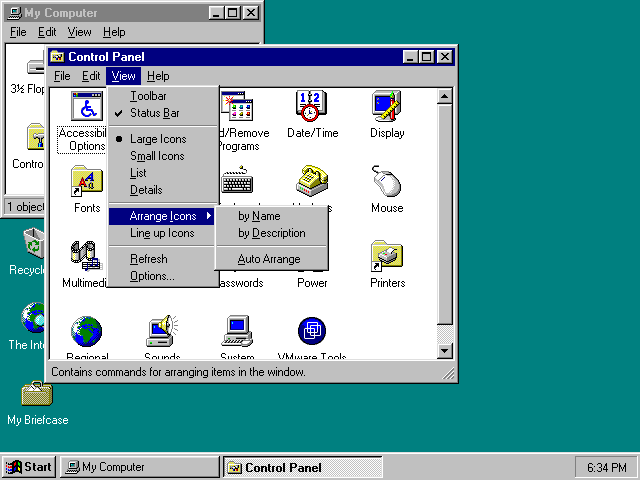 My Computer
File Edit View Help
3½ Flop
Contro
1 object
Control Panel
File Edit View Help
Toolbar
Status Bar
Large Icons
Small Icons
List
Details
Arrange Icons
Line up Icons
Refresh
Options...
by Name
by Description
Auto Arrange
Accessibili
Options
d/Remove
Programs
Date/Time
Display
Fonts
Mouse
Multimedi
asswords
Power
Printers
Regional
Sounds
System
VMware Tools
Contains commands for arranging items in the window.
Recycl
The Inte
My Briefcase
Start
My Computer
Control Panel
6:34 PM